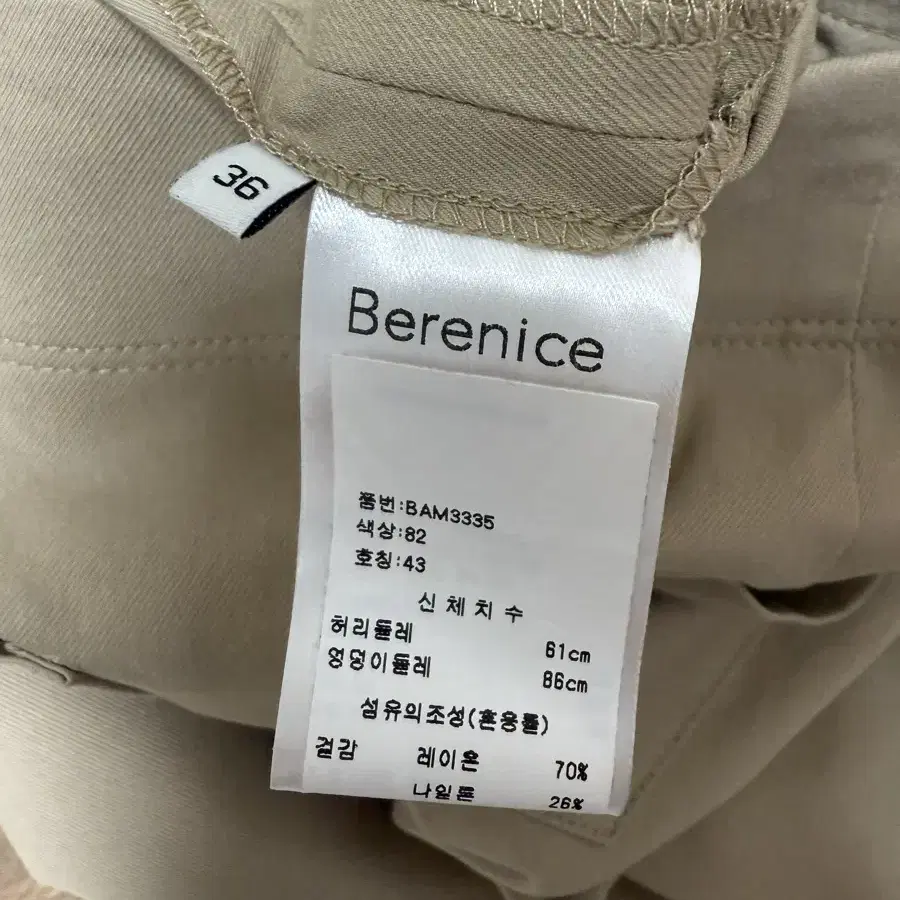 36
Berenice
품번:BAM3335
색상:82
호칭:43
신체치수
허리둘레 61cm
엉덩이둘레 86cm
섬유의조성(혼용률)
겉감 레이온 70%
나일론 26%